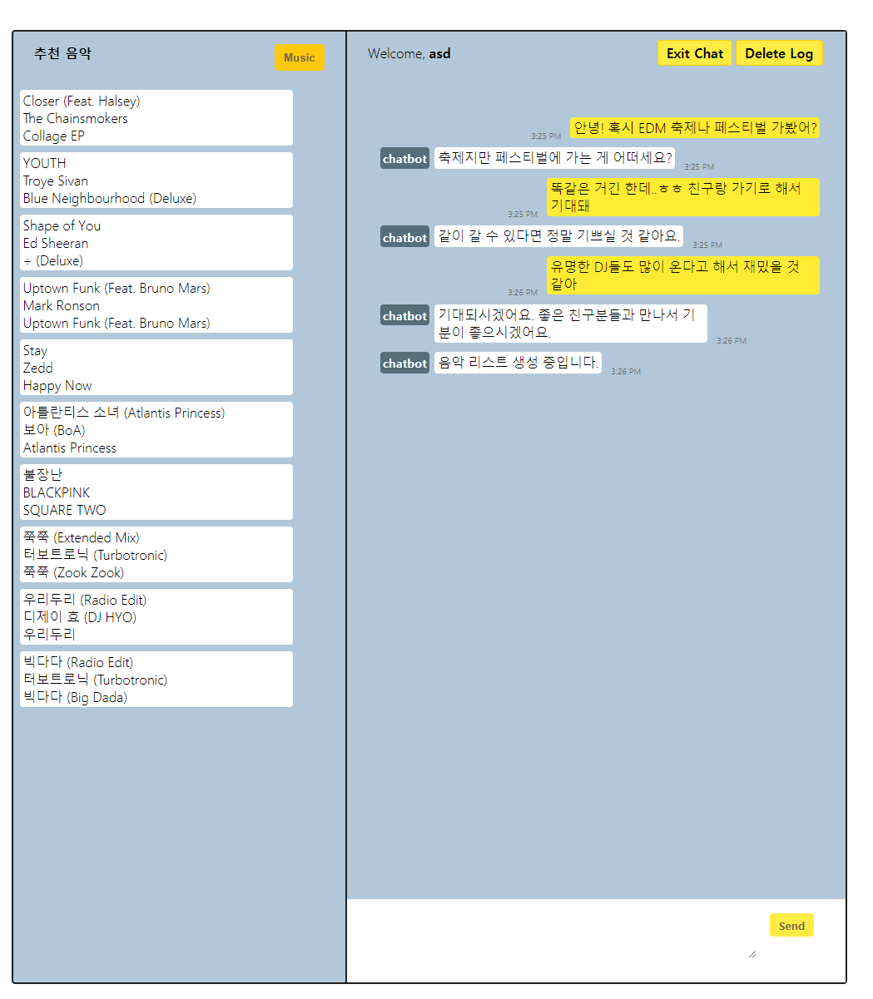 추천 음악
Music
Closer (Feat. Halsey)
The Chainsmokers
Collage EP
YOUTH
Troye Sivan
Blue Neighbourhood (Deluxe)
Shape of You
Ed Sheeran
÷ (Deluxe)
Uptown Funk (Feat. Bruno Mars)
Mark Ronson
Uptown Funk (Feat. Bruno Mars)
Stay
Zedd
Happy Now
아틀란티스 소녀 (Atlantis Princess)
보아 (BoA)
Atlantis Princess
불장난
BLACKPINK
SQUARE TWO
쭉쭉 (Extended Mix)
터보트로닉 (Turbotronic)
쭉쭉 (Zook Zook)
우리두리 (Radio Edit)
디제이 효 (DJ HYO)
우리두리
빅다다 (Radio Edit)
터보트로닉 (Turbotronic)
빅다다 (Big Dada)
Welcome, asd
Exit Chat
Delete Log
안녕! 혹시 EDM 축제나 페스티벌 가봤어?
3:25 PM
chatbot
축제지만 페스티벌에 가는 게 어떠세요?
3:25 PM
똑같은 거긴 한데..ㅎㅎ 친구랑 가기로 해서
기대돼
3:25 PM
chatbot
같이 갈 수 있다면 정말 기쁘실 것 같아요.
3:25 PM
유명한 DJ들도 많이 온다고 해서 재밌을 것
같아
3:26 PM
chatbot
기대되시겠어요. 좋은 친구분들과 만나서 기
분이 좋으시겠어요.
3:26 PM
chatbot
음악 리스트 생성 중입니다.
3:26 PM
Send